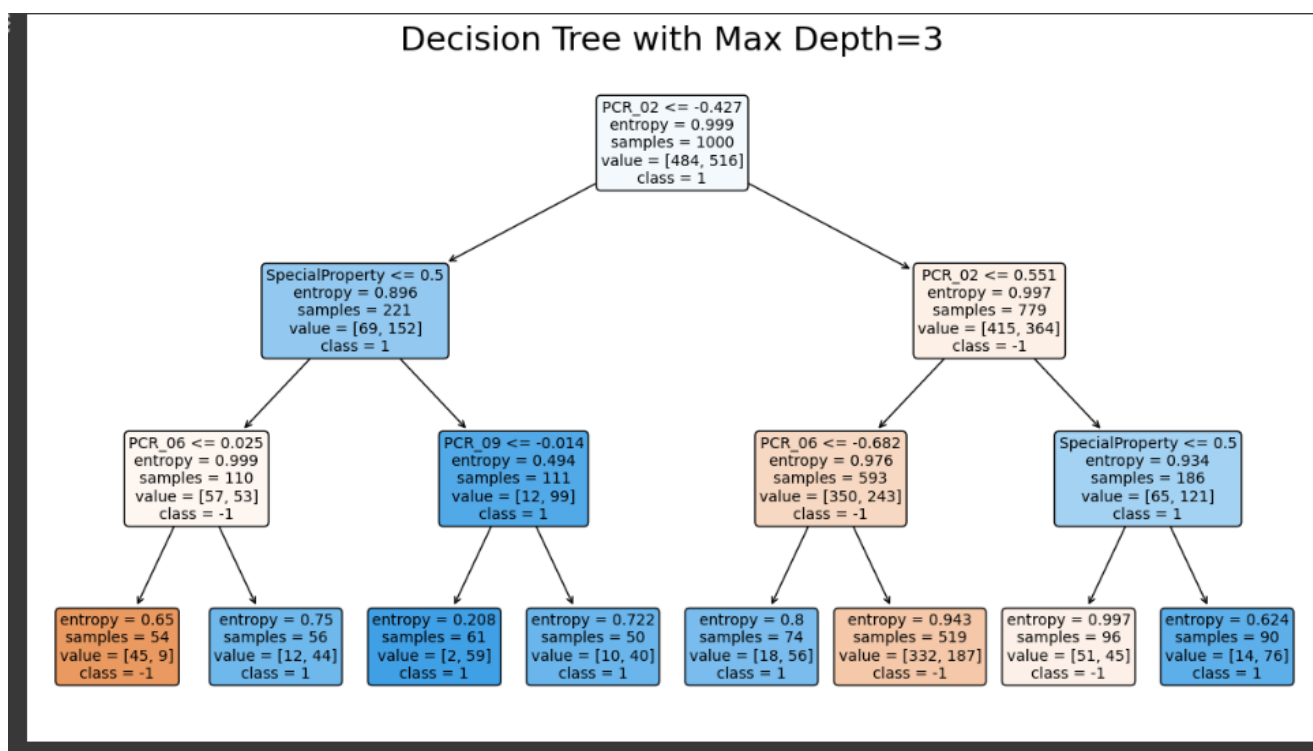 Decision Tree with Max Depth=3
PCR_02 <= -0.427
entropy = 0.999
samples = 1000
value = [484, 516]
class = 1
SpecialProperty <= 0.5
entropy = 0.896
samples = 221
value = [69, 152]
class = 1
PCR_02 <= 0.551
entropy = 0.997
samples = 779
value = [415, 364]
class = -1
PCR_06 <= 0.025
entropy = 0.999
samples = 110
value = [57, 53]
class = -1
PCR_09 <= -0.014
entropy = 0.494
samples = 111
value = [12, 99]
class = 1
PCR_06 <= -0.682
entropy = 0.976
samples = 593
value = [350, 243]
class = -1
SpecialProperty <= 0.5
entropy = 0.934
samples = 186
value = [65, 121]
class = 1
entropy = 0.65
samples = 54
value = [45, 9]
class = -1
entropy = 0.75
samples = 56
value = [12, 44]
class = 1
entropy = 0.208
samples = 61
value = [2, 59]
class = 1
entropy = 0.722
samples = 50
value = [10, 40]
class = 1
entropy = 0.8
samples = 74
value = [18, 56]
class = 1
entropy = 0.943
samples = 519
value = [332, 187]
class = -1
entropy = 0.997
samples = 96
value = [51, 45]
class = -1
entropy = 0.624
samples = 90
value = [14, 76]
class = 1